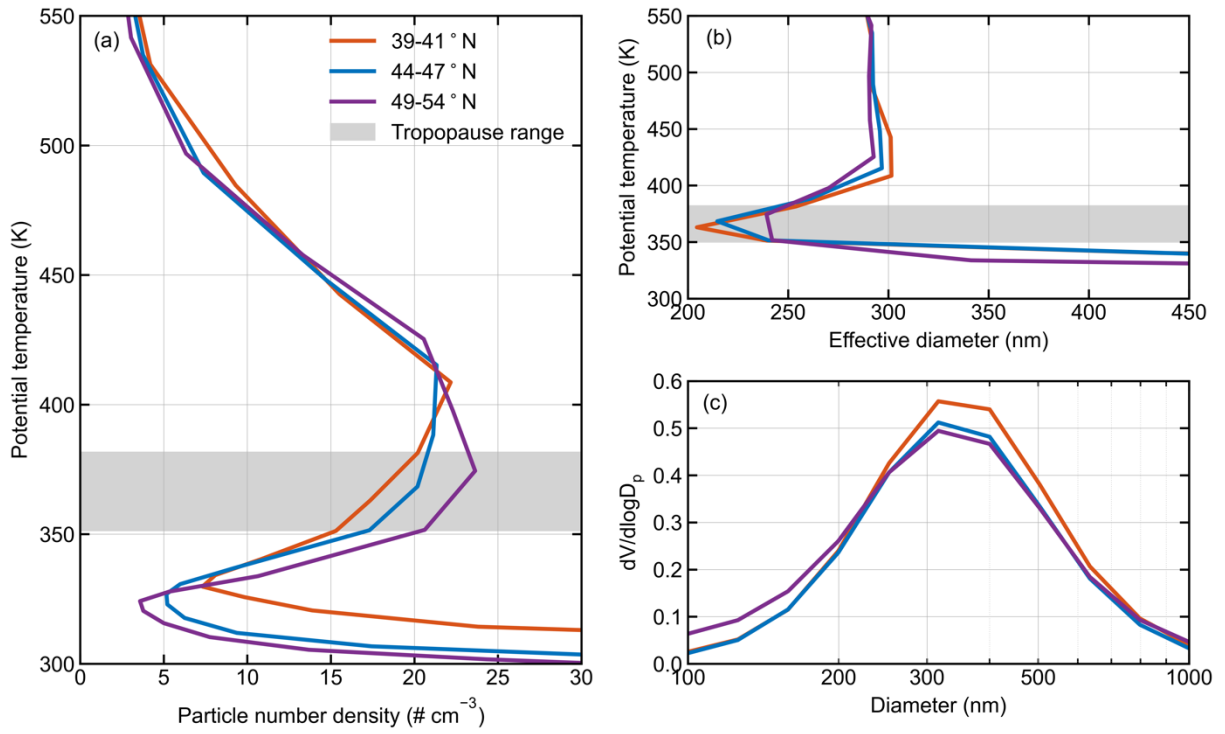 (a)
39-41°N
44-47°N
49-54°N
Tropopause range
550
500
450
400
350
300
Potential temperature (K)
0
5
10
15
20
25
30
Particle number density (# cm⁻³)
(b)
550
500
450
400
350
300
Potential temperature (K)
200
250
300
350
400
450
Effective diameter (nm)
(c)
0.6
0.5
0.4
0.3
0.2
0.1
0.0
dV/dlogDₚ
100
200
300
500
1000
Diameter (nm)